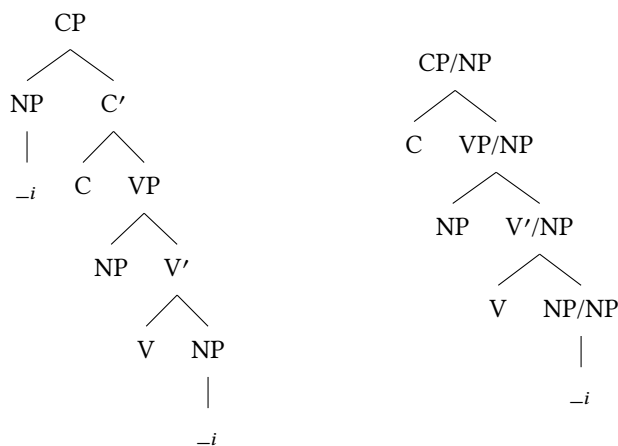 CP
NP C′
_i C VP
NP V′
V NP
_i
CP/NP
C VP/NP
NP V′/NP
V NP/NP
_i